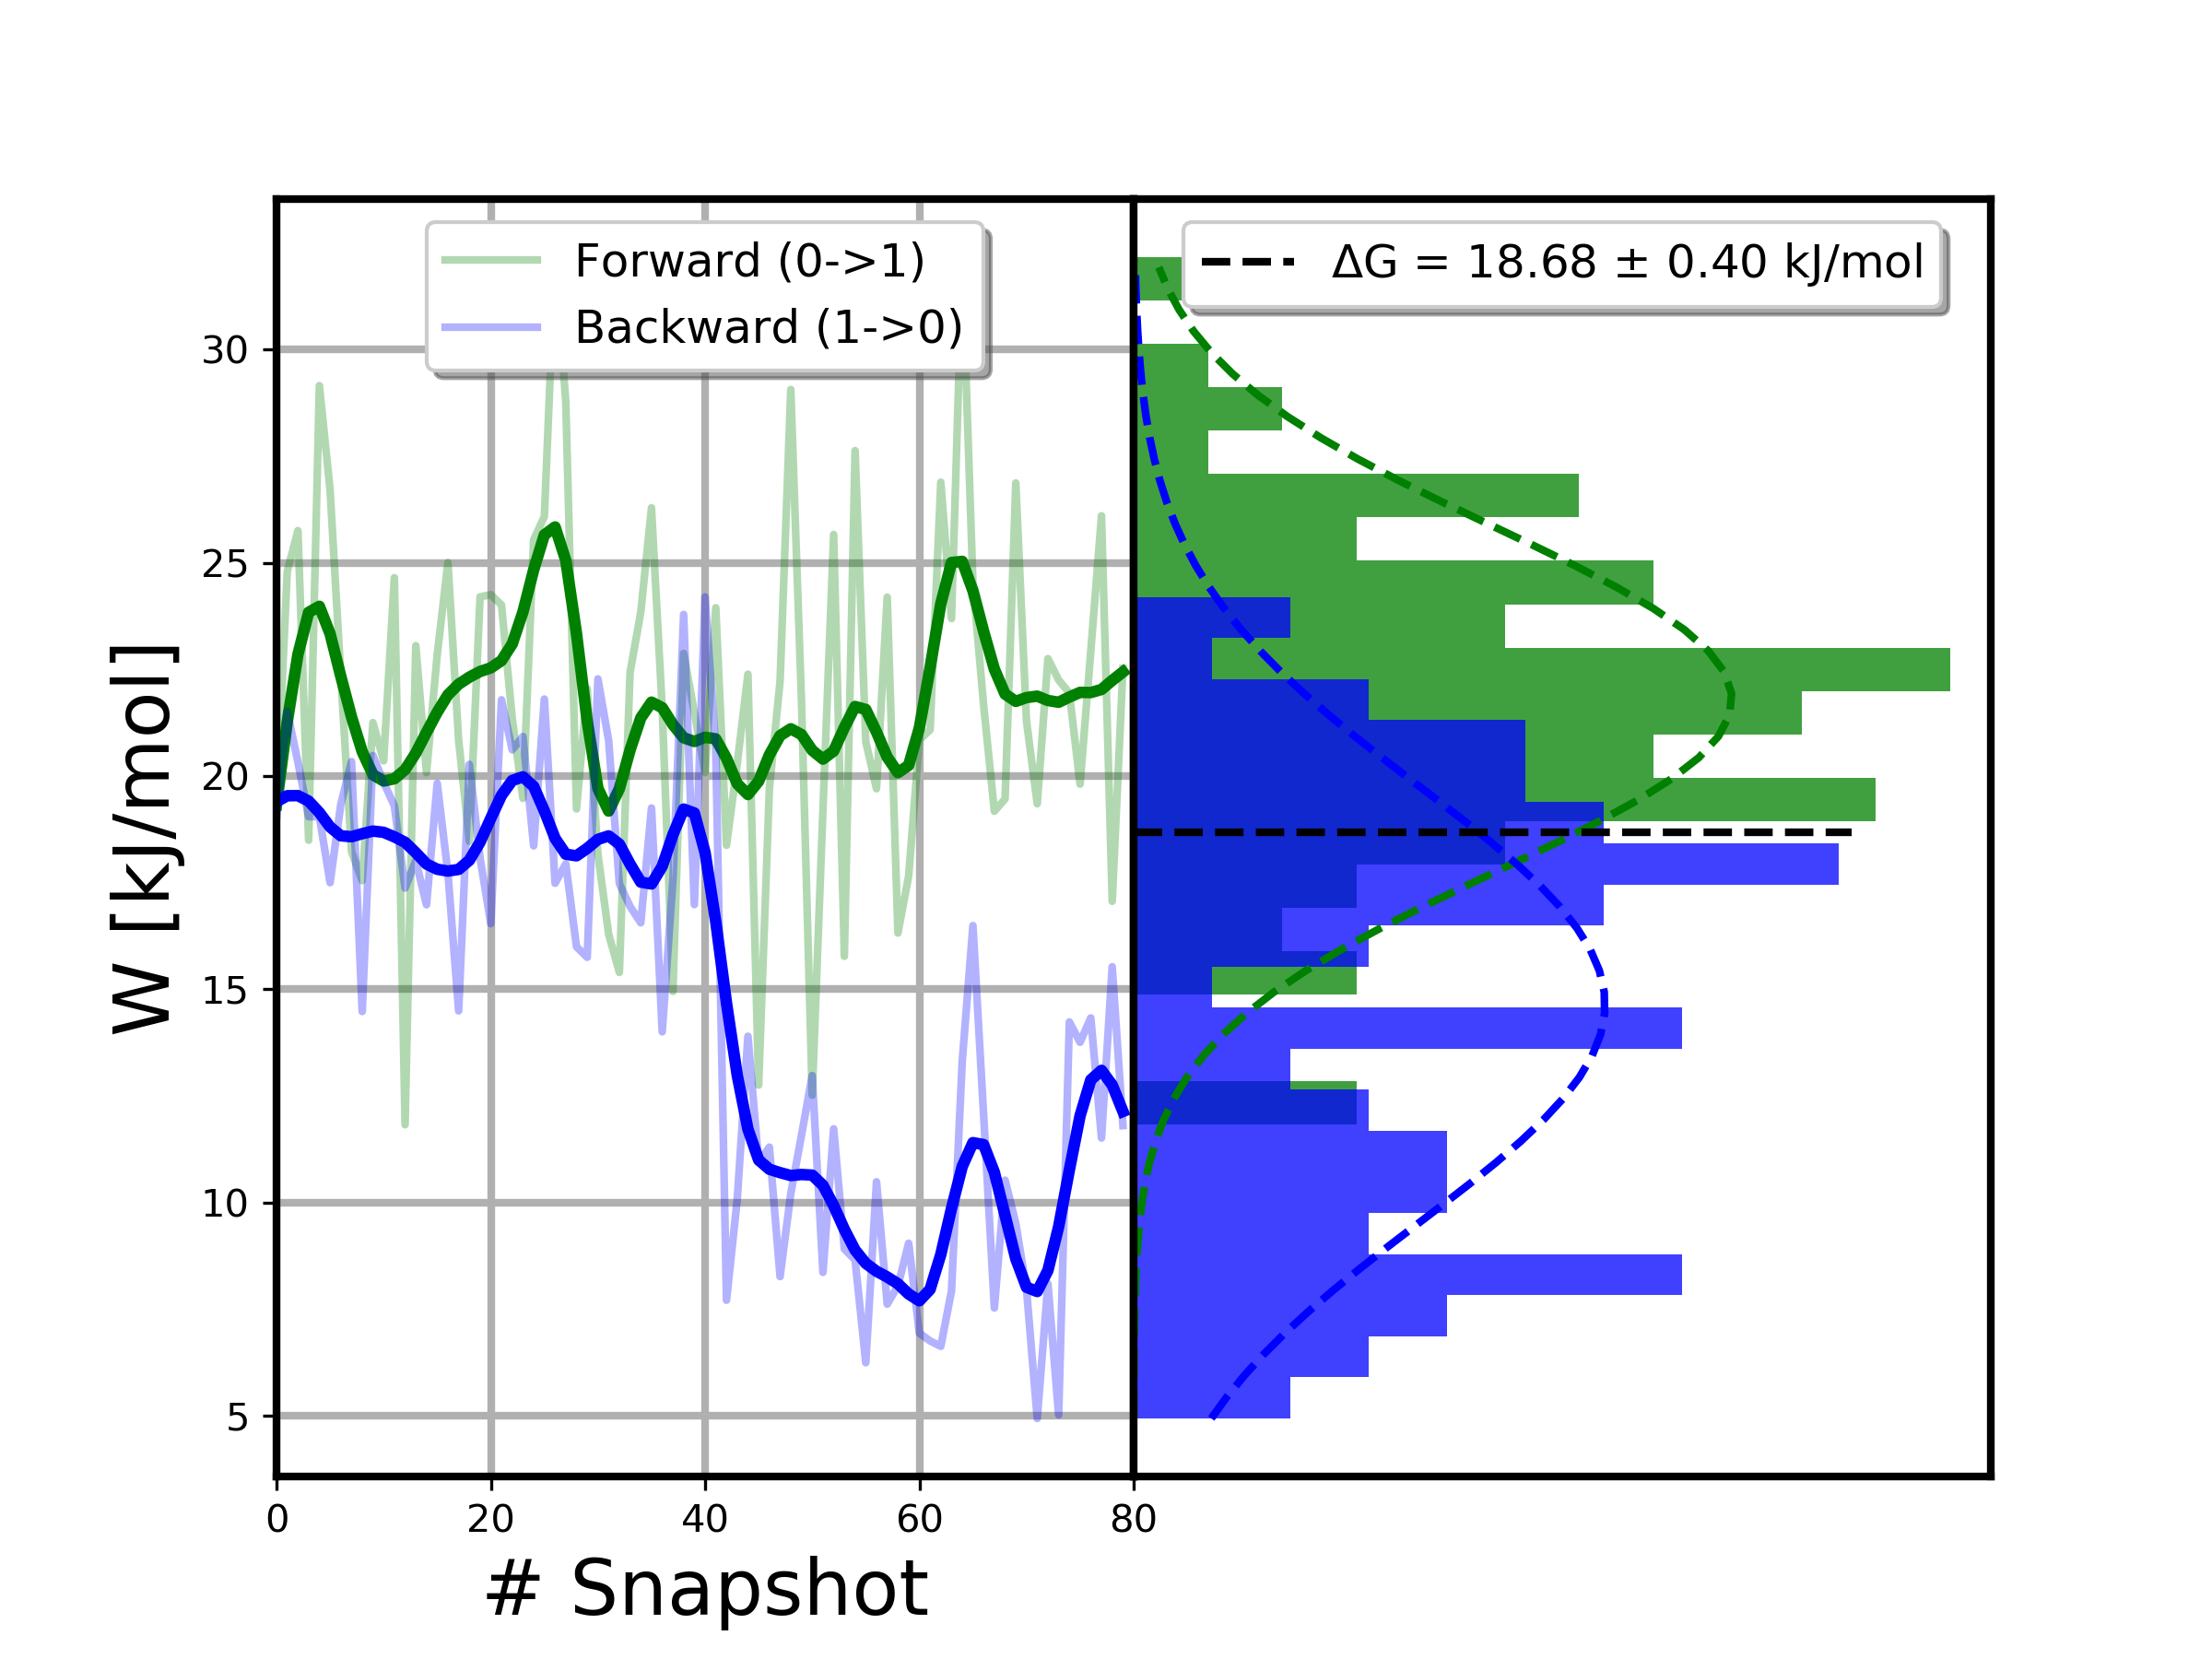 Forward (0->1)
Backward (1->0)
ΔG = 18.68 ± 0.40 kJ/mol
W [kJ/mol]
30
25
20
15
10
5
0
20
40
60
80
# Snapshot